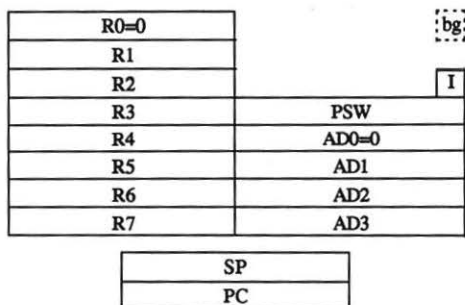 R0=0
bg
R1
R2
I
R3 PSW
R4 AD0=0
R5 AD1
R6 AD2
R7 AD3
SP
PC